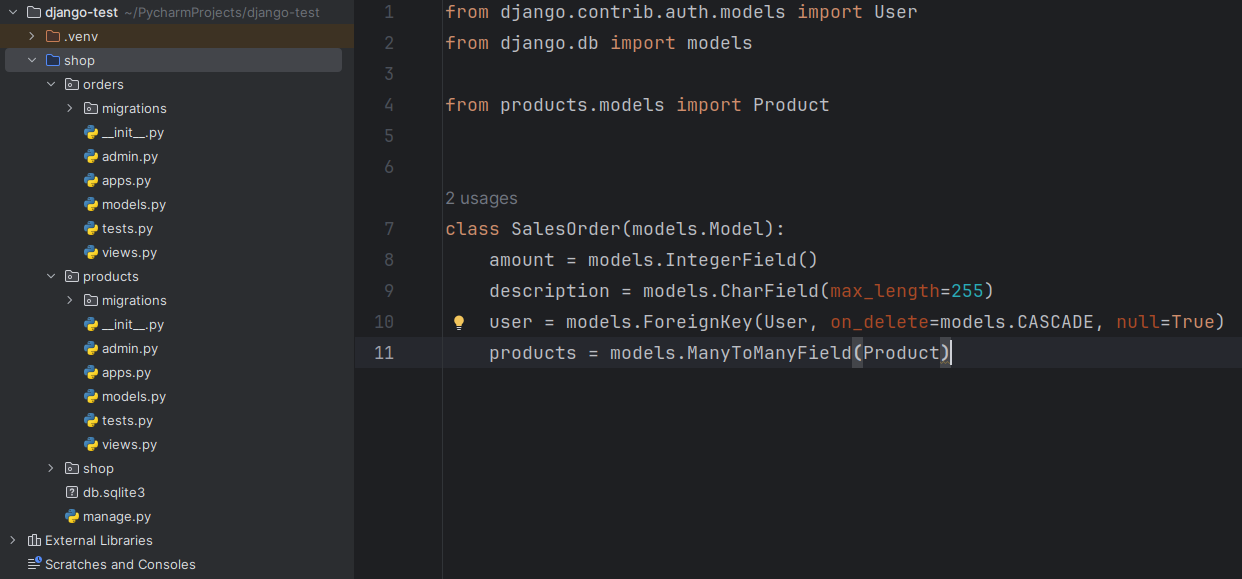 django-test ~/PycharmProjects/django-test
.venv
shop
orders
migrations
__init__.py
admin.py
apps.py
models.py
tests.py
views.py
products
migrations
__init__.py
admin.py
apps.py
models.py
tests.py
views.py
shop
db.sqlite3
manage.py
External Libraries
Scratches and Consoles
1 from django.contrib.auth.models import User
2 from django.db import models
3
4 from products.models import Product
5
6
2 usages
7 class SalesOrder(models.Model):
8     amount = models.IntegerField()
9     description = models.CharField(max_length=255)
10     user = models.ForeignKey(User, on_delete=models.CASCADE, null=True)
11     products = models.ManyToManyField(Product)